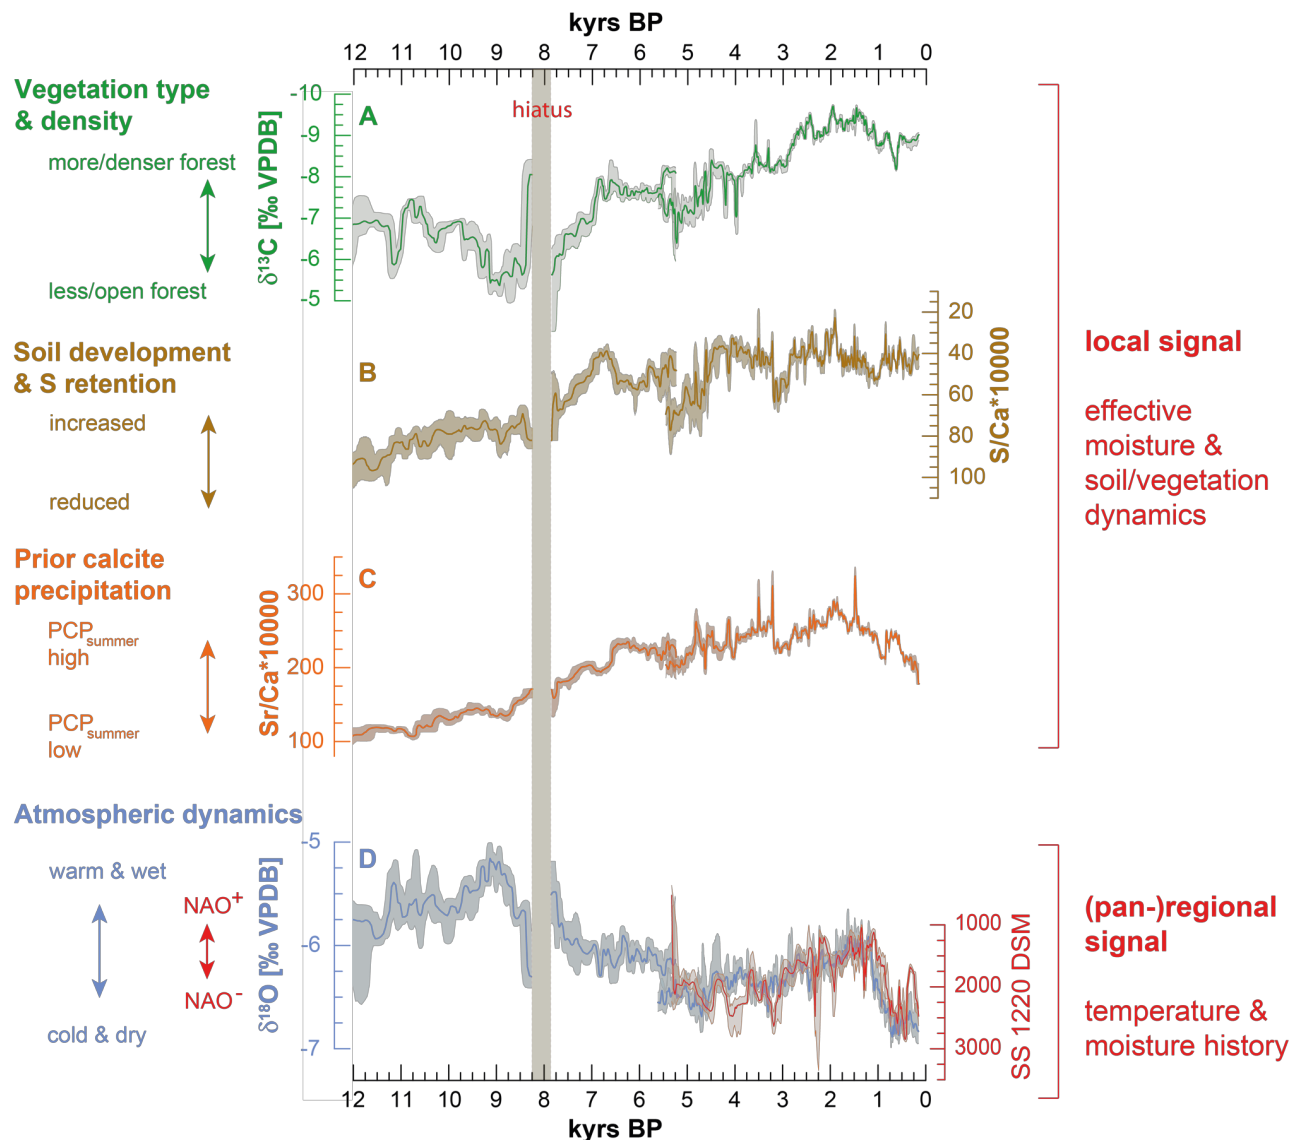 kyrs BP
12 11 10 9 8 7 6 5 4 3 2 1 0
Vegetation type
& density
more/denser forest
less/open forest
δ¹³C [‰ VPDB]
-10
-9
-8
-7
-6
-5
A
hiatus
Soil development
& S retention
increased
reduced
B
20
40
60
80
100
S/Ca*10000
Prior calcite
precipitation
PCPsummer
high
PCPsummer
low
Sr/Ca*10000
300
200
100
C
local signal
effective
moisture &
soil/vegetation
dynamics
Atmospheric dynamics
warm & wet
cold & dry
NAO⁺
NAO⁻
δ¹⁸O [‰ VPDB]
-5
-6
-7
D
1000
2000
3000
SS 1220 DSM
(pan-)regional
signal
temperature &
moisture history
12 11 10 9 8 7 6 5 4 3 2 1 0
kyrs BP